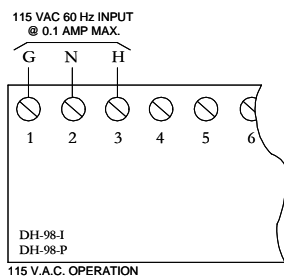 115 VAC 60 Hz INPUT
@ 0.1 AMP MAX.
G N H
1 2 3 4 5 6
DH-98-I
DH-98-P
115 V.A.C. OPERATION